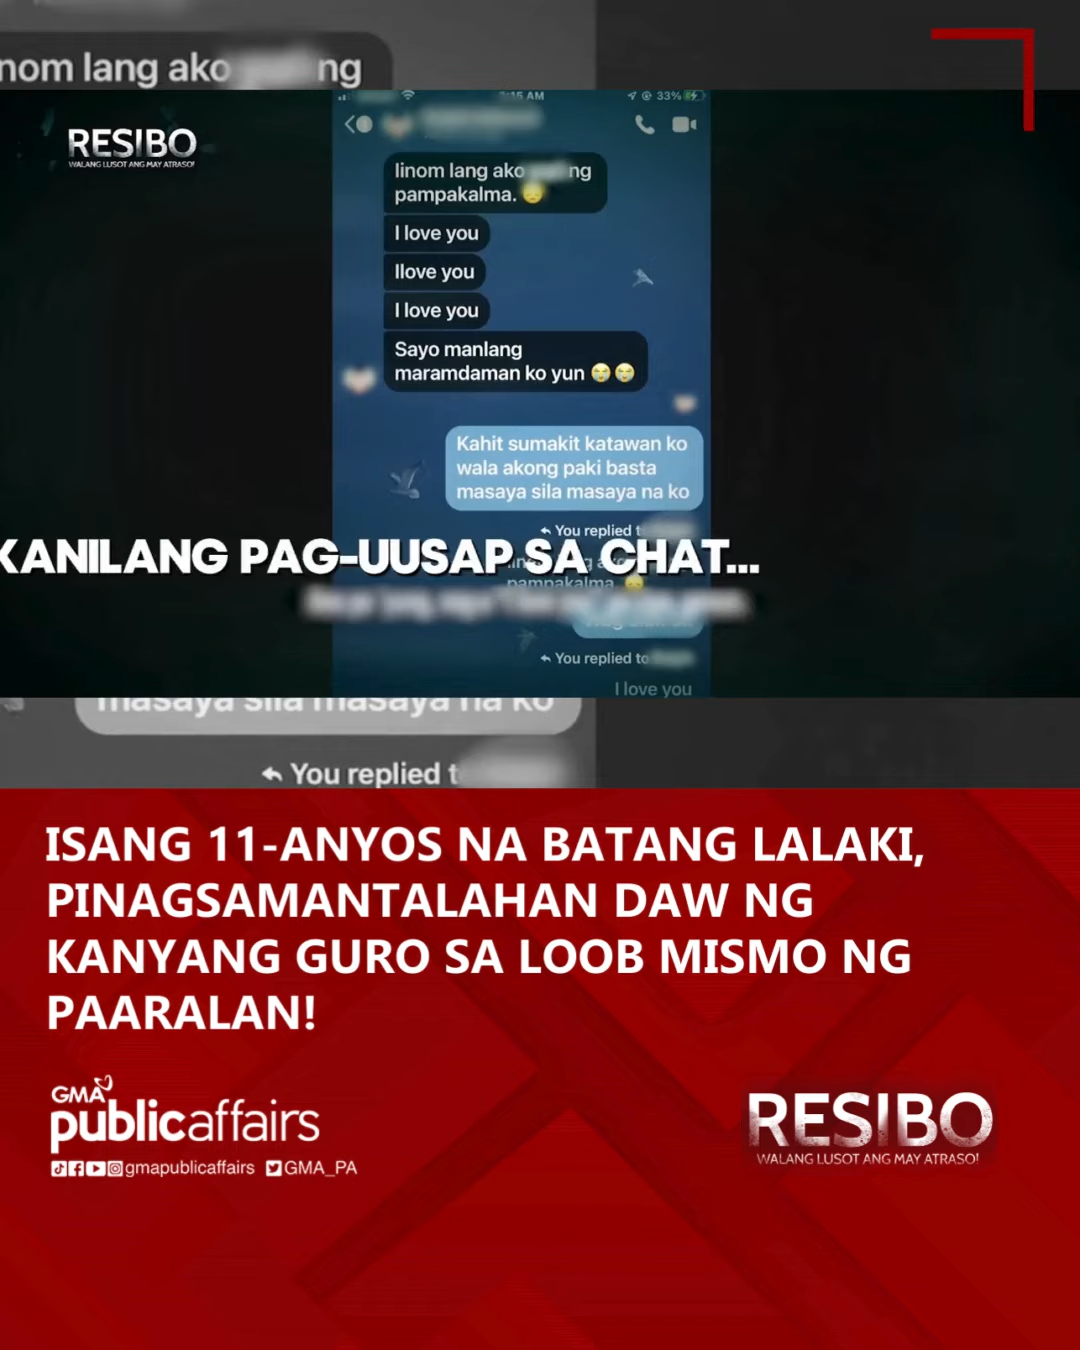 nom lang ako ng
RESIBO
WALANG LUSOT ANG MAY ATRASO!
:15 AM
33%
Iinom lang ako ng
pampakalma. 😞
I love you
Ilove you
I love you
Sayo manlang
maramdaman ko yun 😭😭
Kahit sumakit katawan ko
wala akong paki basta
masaya sila masaya na ko
You replied t
KANILANG PAG-UUSAP SA CHAT...
pampakalma. 😞
You replied to
I love you
masaya sila masaya na ko
You replied t
ISANG 11-ANYOS NA BATANG LALAKI,
PINAGSAMANTALAHAN DAW NG
KANYANG GURO SA LOOB MISMO NG
PAARALAN!
GMA
publicaffairs
gmapublicaffairs GMA_PA
RESIBO
WALANG LUSOT ANG MAY ATRASO!